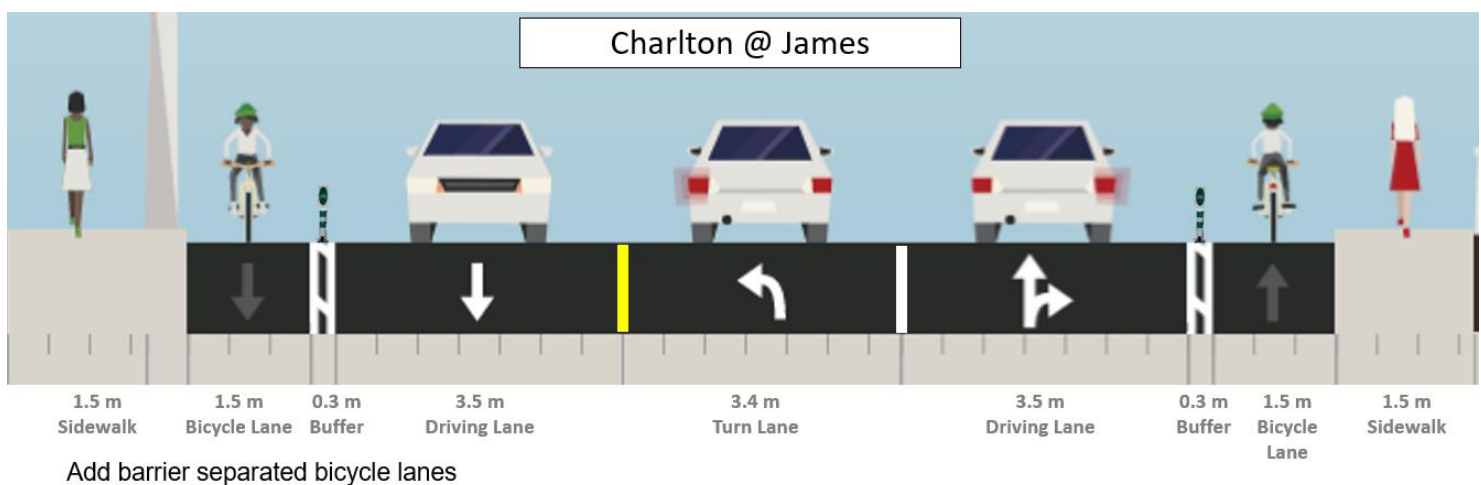 Charlton @ James
1.5 m
Sidewalk
1.5 m
Bicycle Lane
0.3 m
Buffer
3.5 m
Driving Lane
3.4 m
Turn Lane
3.5 m
Driving Lane
0.3 m
Buffer
1.5 m
Bicycle
Lane
1.5 m
Sidewalk
Add barrier separated bicycle lanes